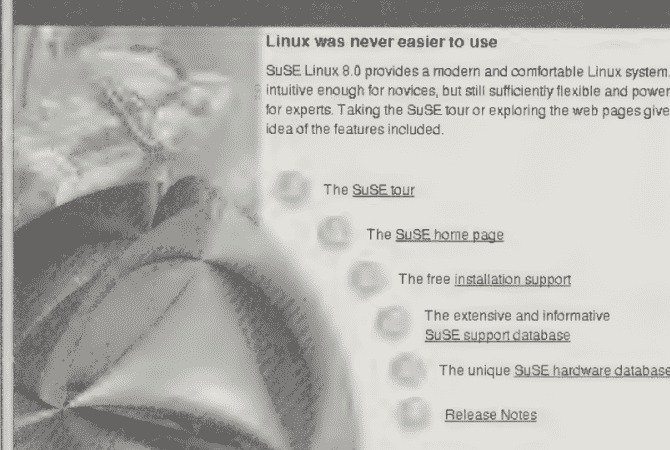 Linux was never easier to use
SuSE Linux 8.0 provides a modern and comfortable Linux system.
intuitive enough for novices, but still sufficiently flexible and power
for experts. Taking the SuSE tour or exploring the web pages give
idea of the features included.
The SuSE tour
The SuSE home page
The free installation support
The extensive and informative
SuSE support database
The unique SuSE hardware database
Release Notes